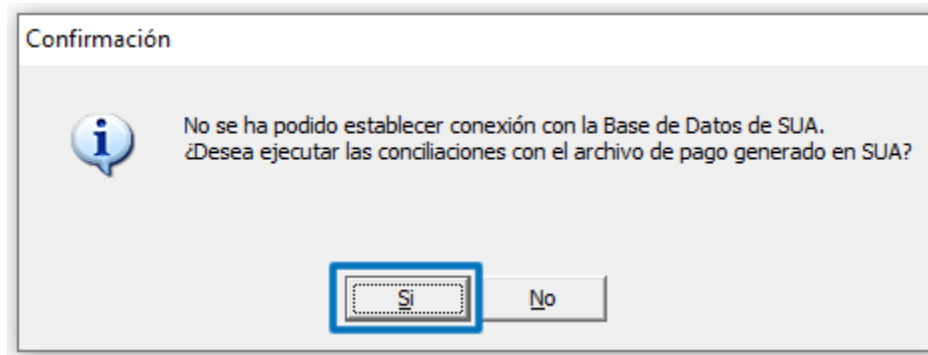 Confirmación
No se ha podido establecer conexión con la Base de Datos de SUA.
¿Desea ejecutar las conciliaciones con el archivo de pago generado en SUA?
Si
No